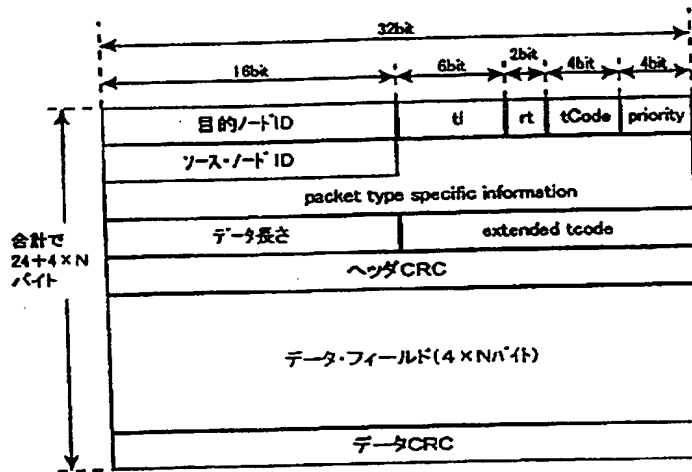 32bit
16bit 6bit 2bit 4bit 4bit
目的ノードID tl rt tCode priority
ソース・ノードID
packet type specific information
データ長さ extended tcode
合計で
24+4×N
バイト
ヘッダCRC
データ・フィールド(4×Nバイト)
データCRC